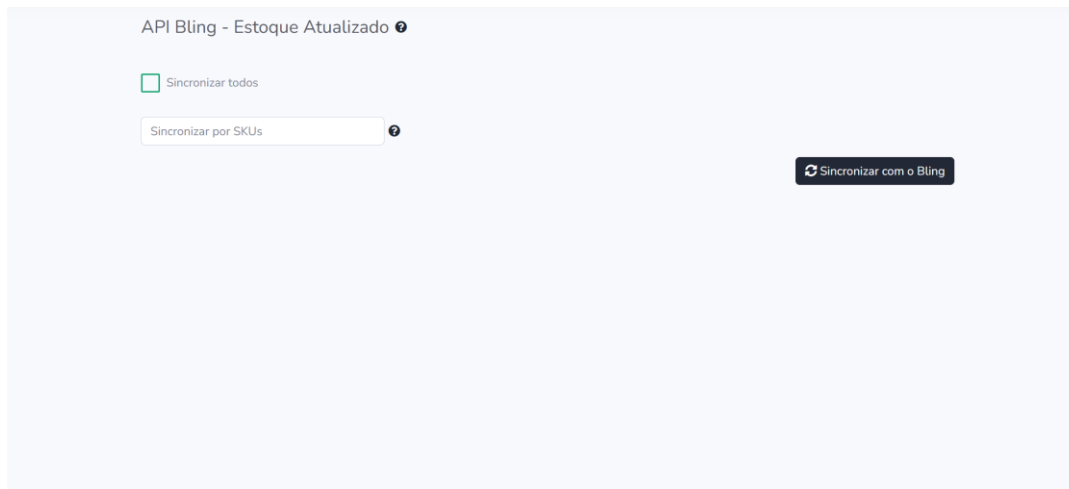 API Bling - Estoque Atualizado
Sincronizar todos
Sincronizar por SKUs
Sincronizar com o Bling